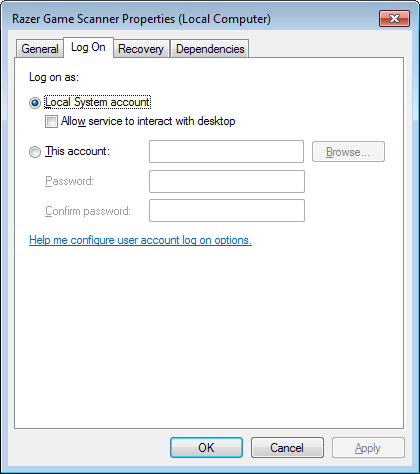 Razer Game Scanner Properties (Local Computer)
General Log On Recovery Dependencies
Log on as:
Local System account
Allow service to interact with desktop
This account: Browse...
Password:
Confirm password:
Help me configure user account log on options.
OK Cancel Apply